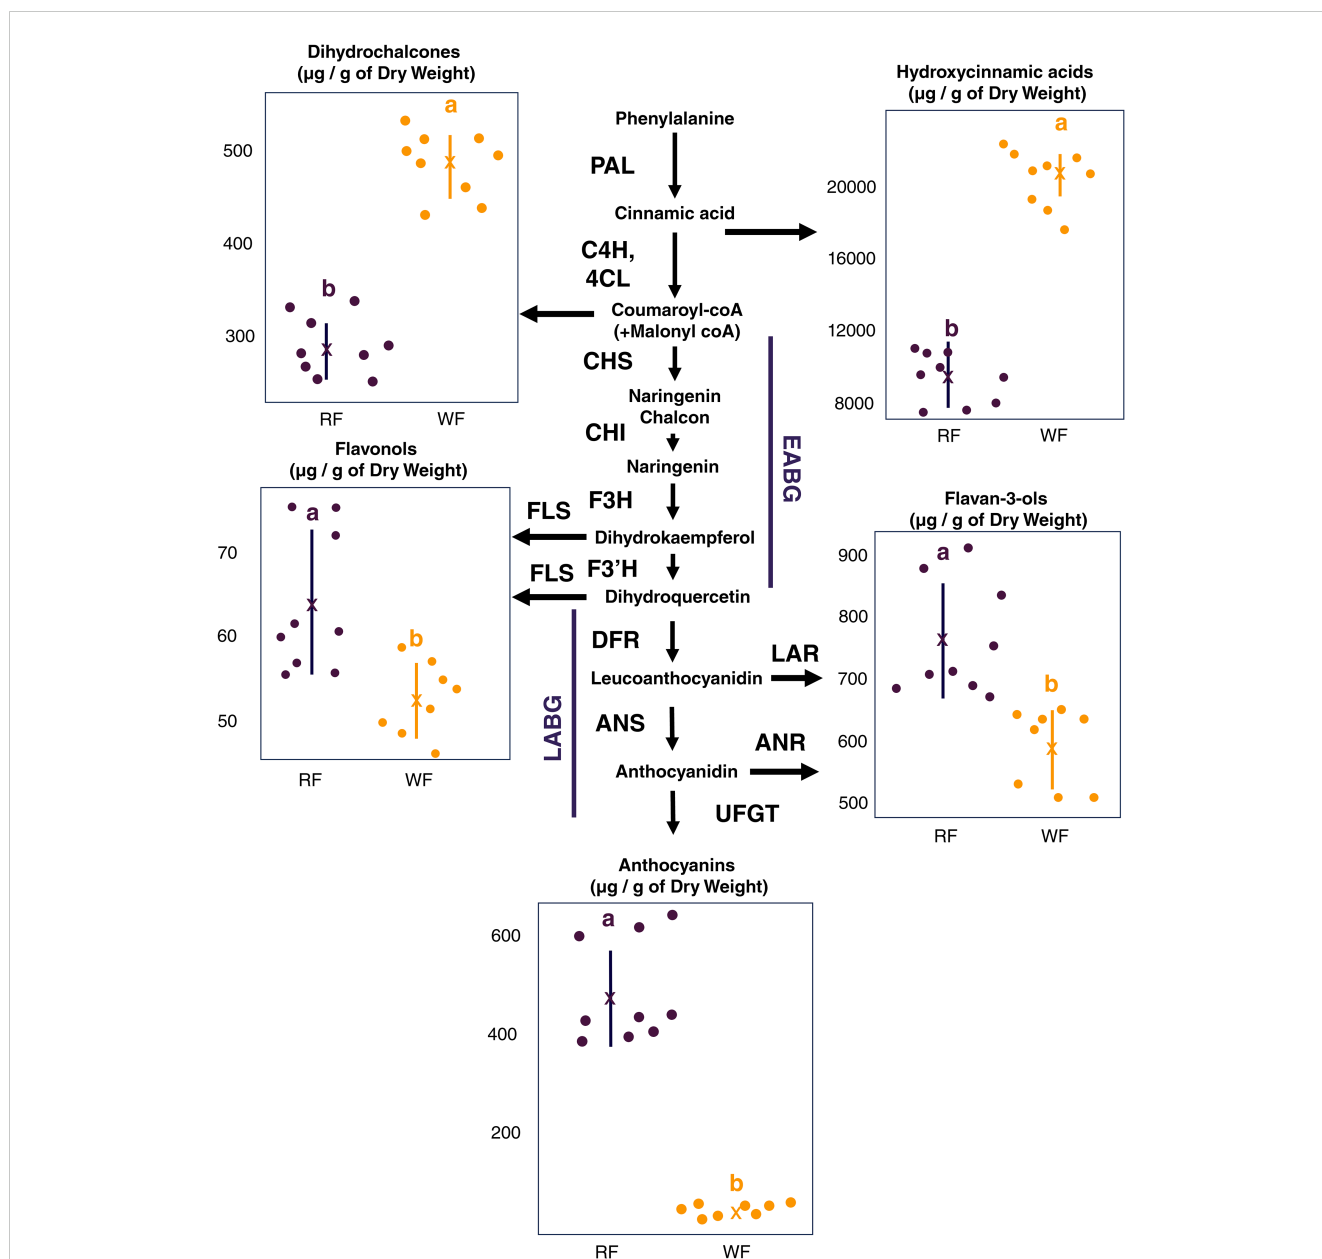 Dihydrochalcones
(µg / g of Dry Weight)
a
500
400
b
300
RF WF
Hydroxycinnamic acids
(µg / g of Dry Weight)
a
20000
16000
12000
b
8000
RF WF
Phenylalanine
PAL
Cinnamic acid
C4H,
4CL
Coumaroyl-coA
(+Malonyl coA)
CHS
Naringenin
Chalcon
CHI
Naringenin
F3H
FLS
Dihydrokaempferol
F3’H
FLS
Dihydroquercetin
EABG
DFR
LAR
Leucoanthocyanidin
ANS
ANR
Anthocyanidin
UFGT
LABG
Flavonols
(µg / g of Dry Weight)
a
70
60
b
50
RF WF
Flavan-3-ols
(µg / g of Dry Weight)
900
a
800
700
b
600
500
RF WF
Anthocyanins
(µg / g of Dry Weight)
a
600
400
200
b
RF WF